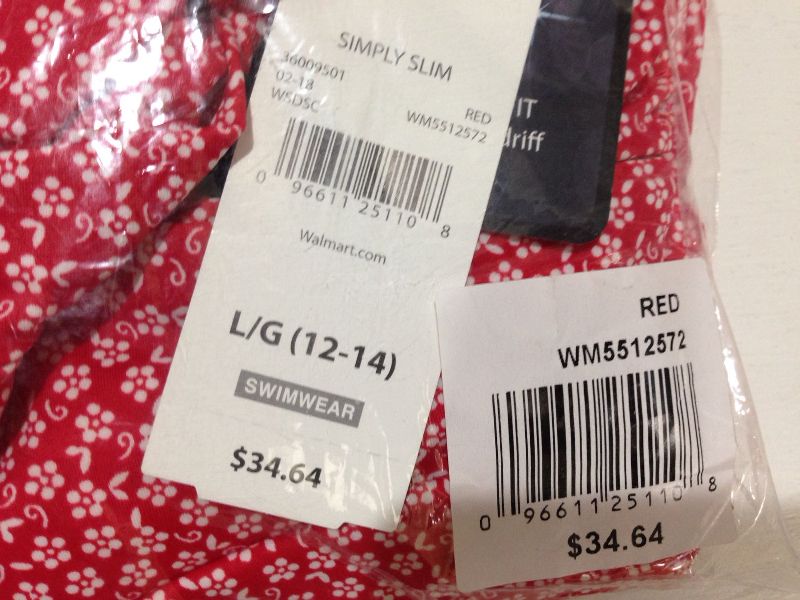 SIMPLY SLIM
36009501
02-18
WSDSC
RED
WM5512572
0 96611 25110 8
Walmart.com
L/G (12-14)
SWIMWEAR
$34.64
IT
driff
RED
WM5512572
0 96611 25110 8
$34.64